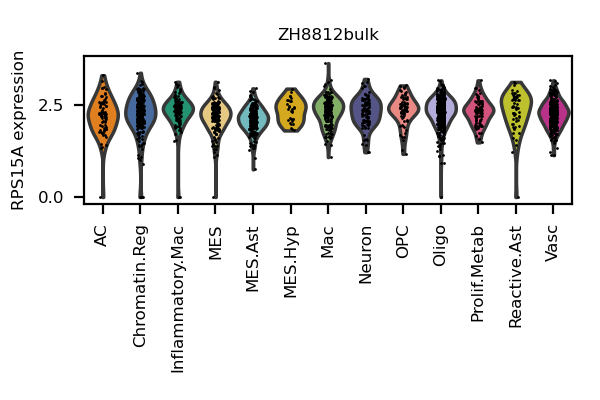 ZH8812bulk
RPS15A expression
2.5
0.0
AC
Chromatin.Reg
Inflammatory.Mac
MES
MES.Ast
MES.Hyp
Mac
Neuron
OPC
Oligo
Prolif.Metab
Reactive.Ast
Vasc